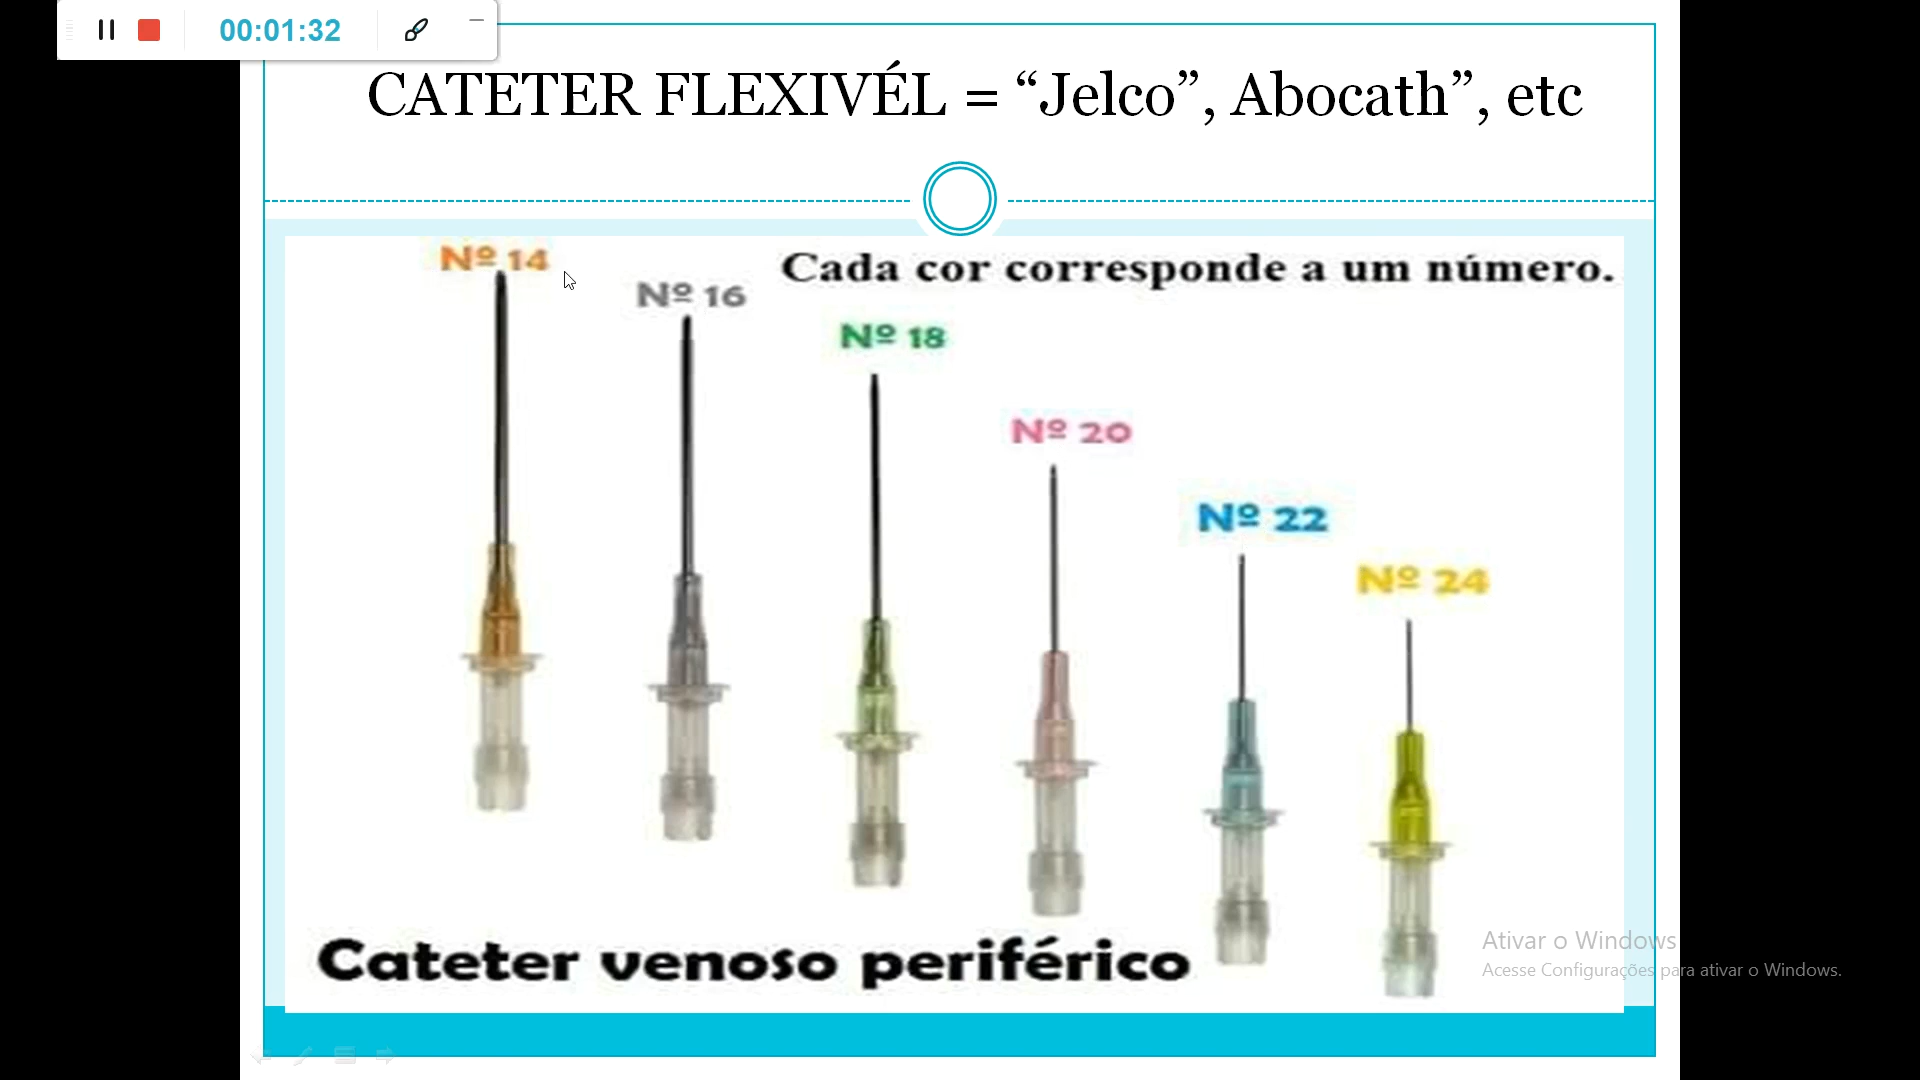 00:01:32
CATETER FLEXIVÉL = “Jelco”, Abocath”, etc
Nº 14
Cada cor corresponde a um número.
Nº 16
Nº 18
Nº 20
Nº 22
Nº 24
Cateter venoso periférico
Ativar o Windows
Acesse Configurações para ativar o Windows.